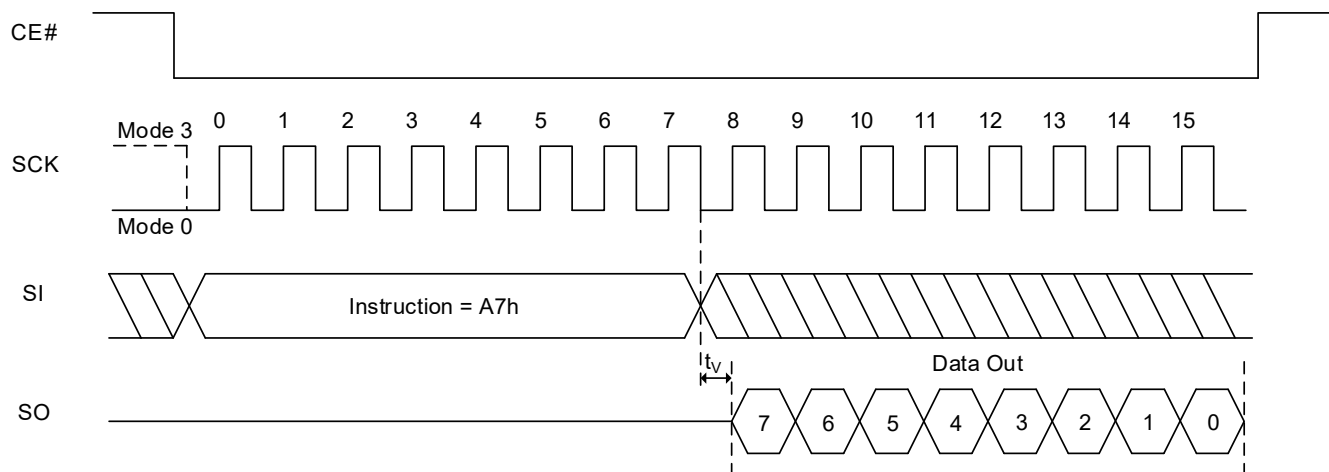 CE#
0 1 2 3 4 5 6 7 8 9 10 11 12 13 14 15
Mode 3
SCK
Mode 0
SI
Instruction = A7h
tV
Data Out
SO
7 6 5 4 3 2 1 0